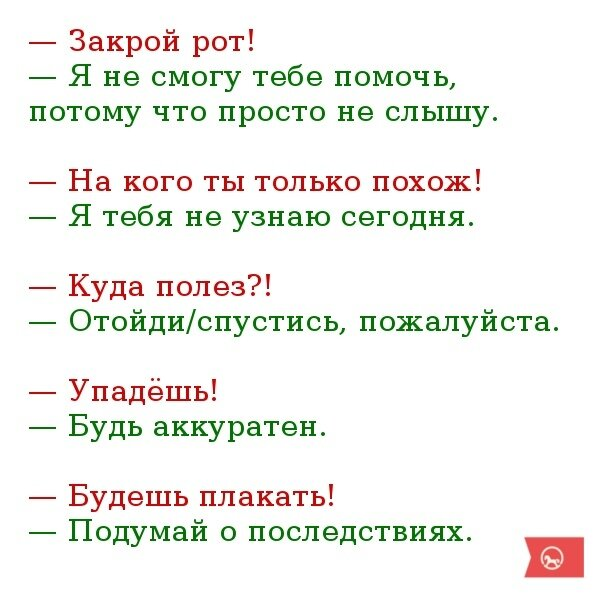 — Закрой рот!
— Я не смогу тебе помочь,
потому что просто не слышу.
— На кого ты только похож!
— Я тебя не узнаю сегодня.
— Куда полез?!
— Отойди/спустись, пожалуйста.
— Упадёшь!
— Будь аккуратен.
— Будешь плакать!
— Подумай о последствиях.